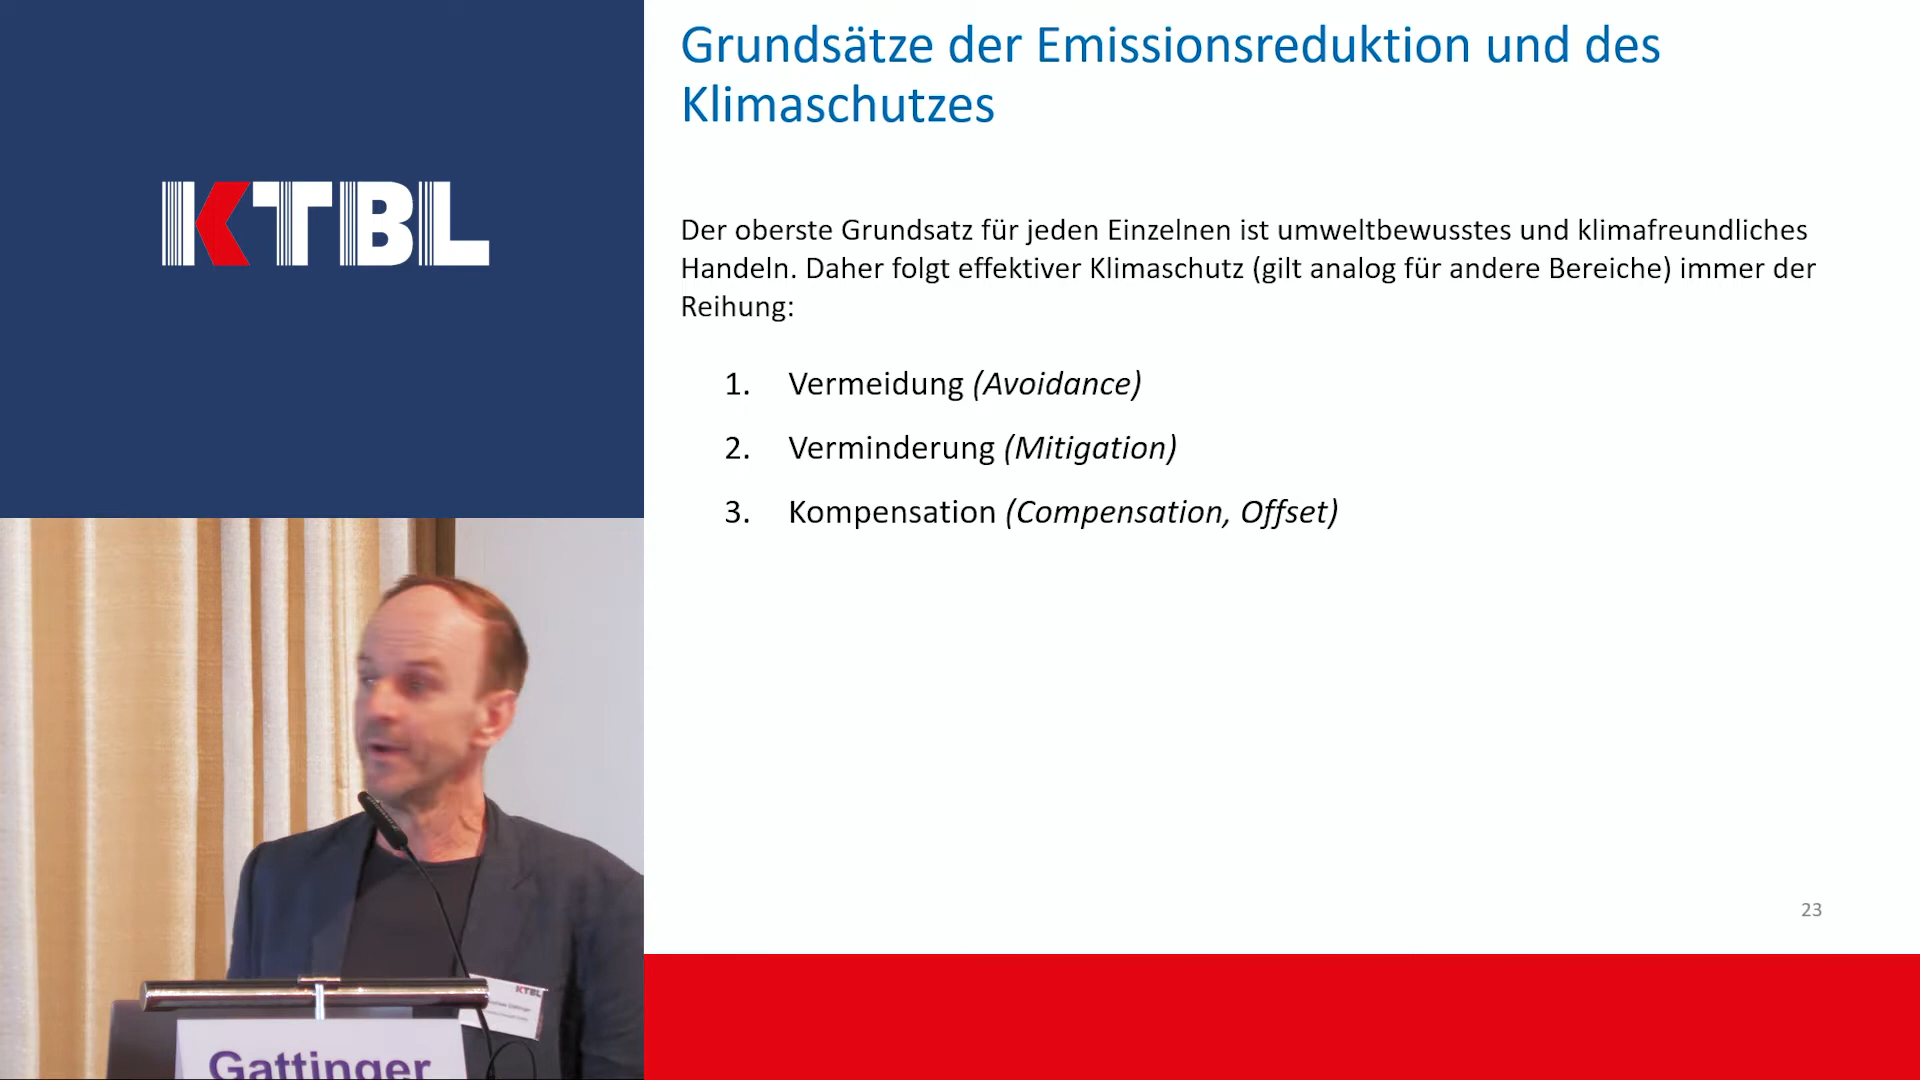 KTBL
Grundsätze der Emissionsreduktion und des
Klimaschutzes
Der oberste Grundsatz für jeden Einzelnen ist umweltbewusstes und klimafreundliches
Handeln. Daher folgt effektiver Klimaschutz (gilt analog für andere Bereiche) immer der
Reihung:
1. Vermeidung (Avoidance)
2. Verminderung (Mitigation)
3. Kompensation (Compensation, Offset)
23
KTBL
Gattinger